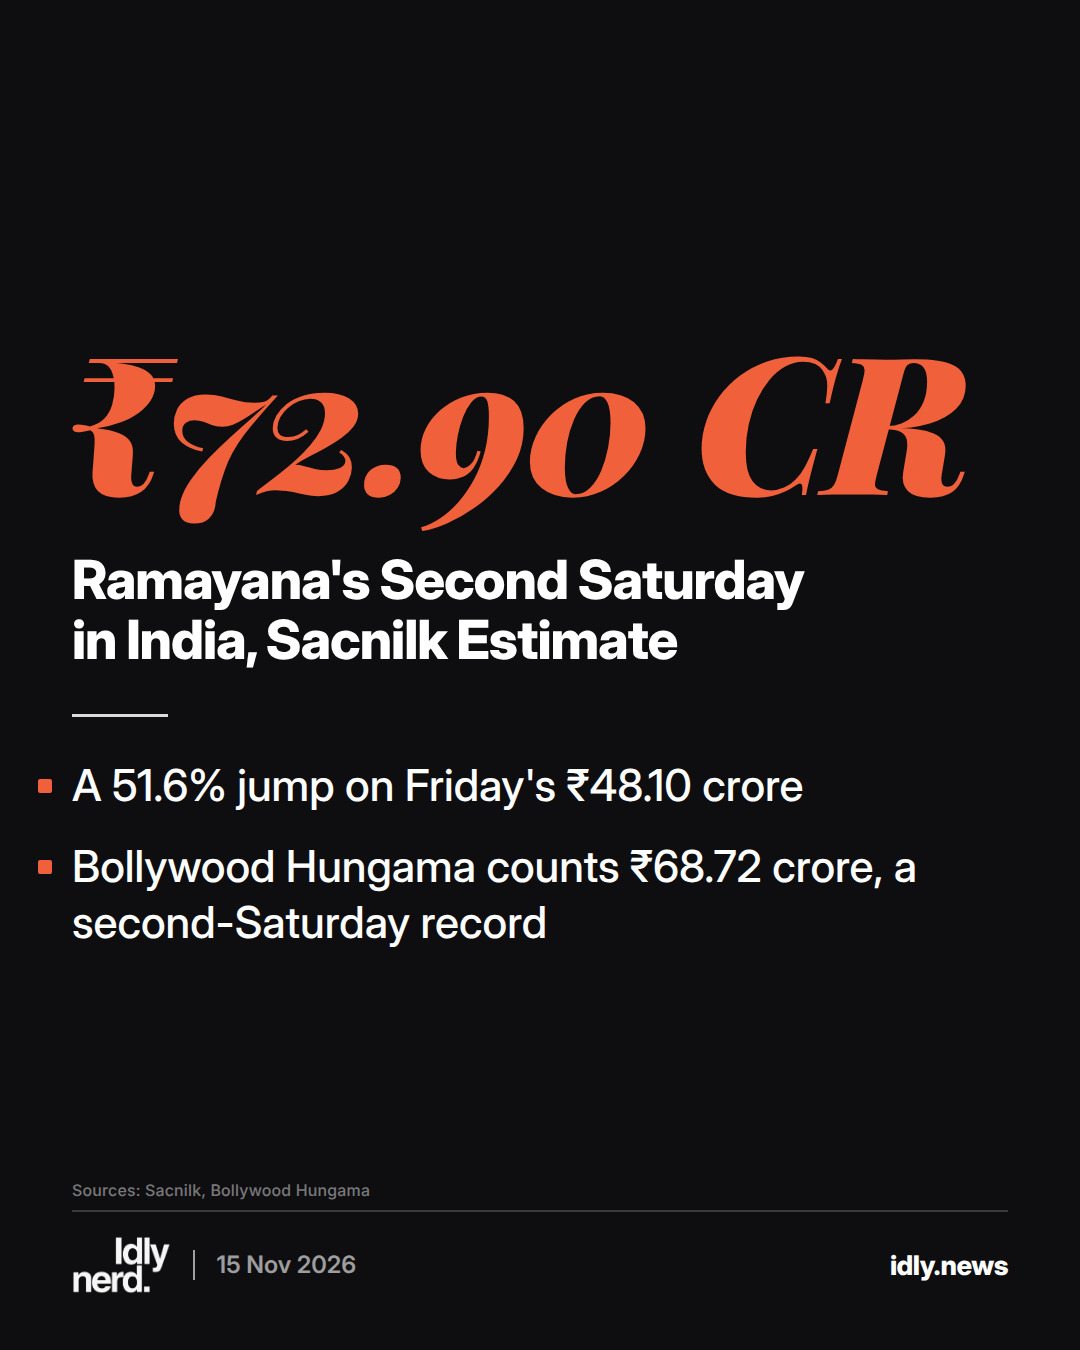 ₹72.90 CR
Ramayana's Second Saturday
in India, Sacnilk Estimate
A 51.6% jump on Friday's ₹48.10 crore
Bollywood Hungama counts ₹68.72 crore, a
second-Saturday record
Sources: Sacnilk, Bollywood Hungama
Idly
nerd.
15 Nov 2026
idly.news